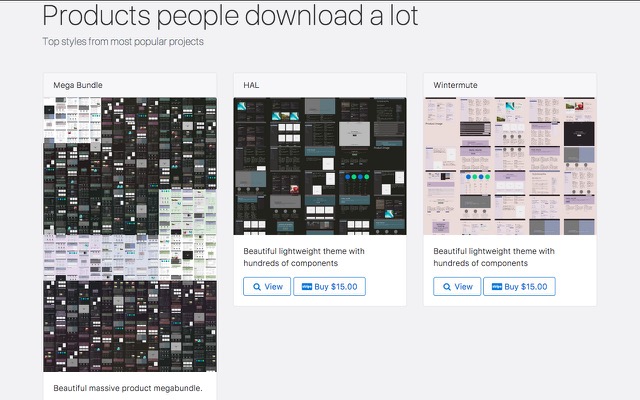 Products people download a lot
Top styles from most popular projects
Mega Bundle
Beautiful massive product megabundle.
HAL
Beautiful lightweight theme with
hundreds of components
View
Buy $15.00
Wintermute
Beautiful lightweight theme with
hundreds of components
View
Buy $15.00